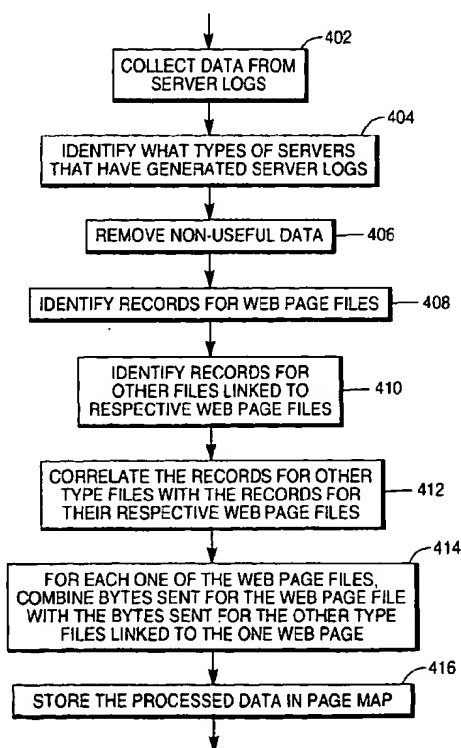 402
COLLECT DATA FROM
SERVER LOGS
404
IDENTIFY WHAT TYPES OF SERVERS
THAT HAVE GENERATED SERVER LOGS
REMOVE NON-USEFUL DATA
406
IDENTIFY RECORDS FOR WEB PAGE FILES
408
IDENTIFY RECORDS FOR
OTHER FILES LINKED TO
RESPECTIVE WEB PAGE FILES
410
CORRELATE THE RECORDS FOR OTHER
TYPE FILES WITH THE RECORDS FOR
THEIR RESPECTIVE WEB PAGE FILES
412
414
FOR EACH ONE OF THE WEB PAGE FILES,
COMBINE BYTES SENT FOR THE WEB PAGE FILE
WITH THE BYTES SENT FOR THE OTHER TYPE
FILES LINKED TO THE ONE WEB PAGE
416
STORE THE PROCESSED DATA IN PAGE MAP